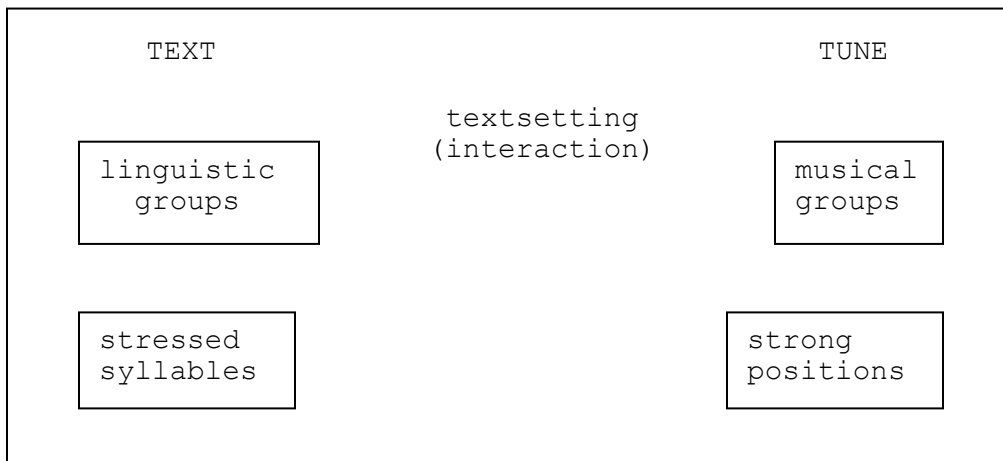 TEXT TUNE
textsetting
(interaction)
linguistic
groups
musical
groups
stressed
syllables
strong
positions